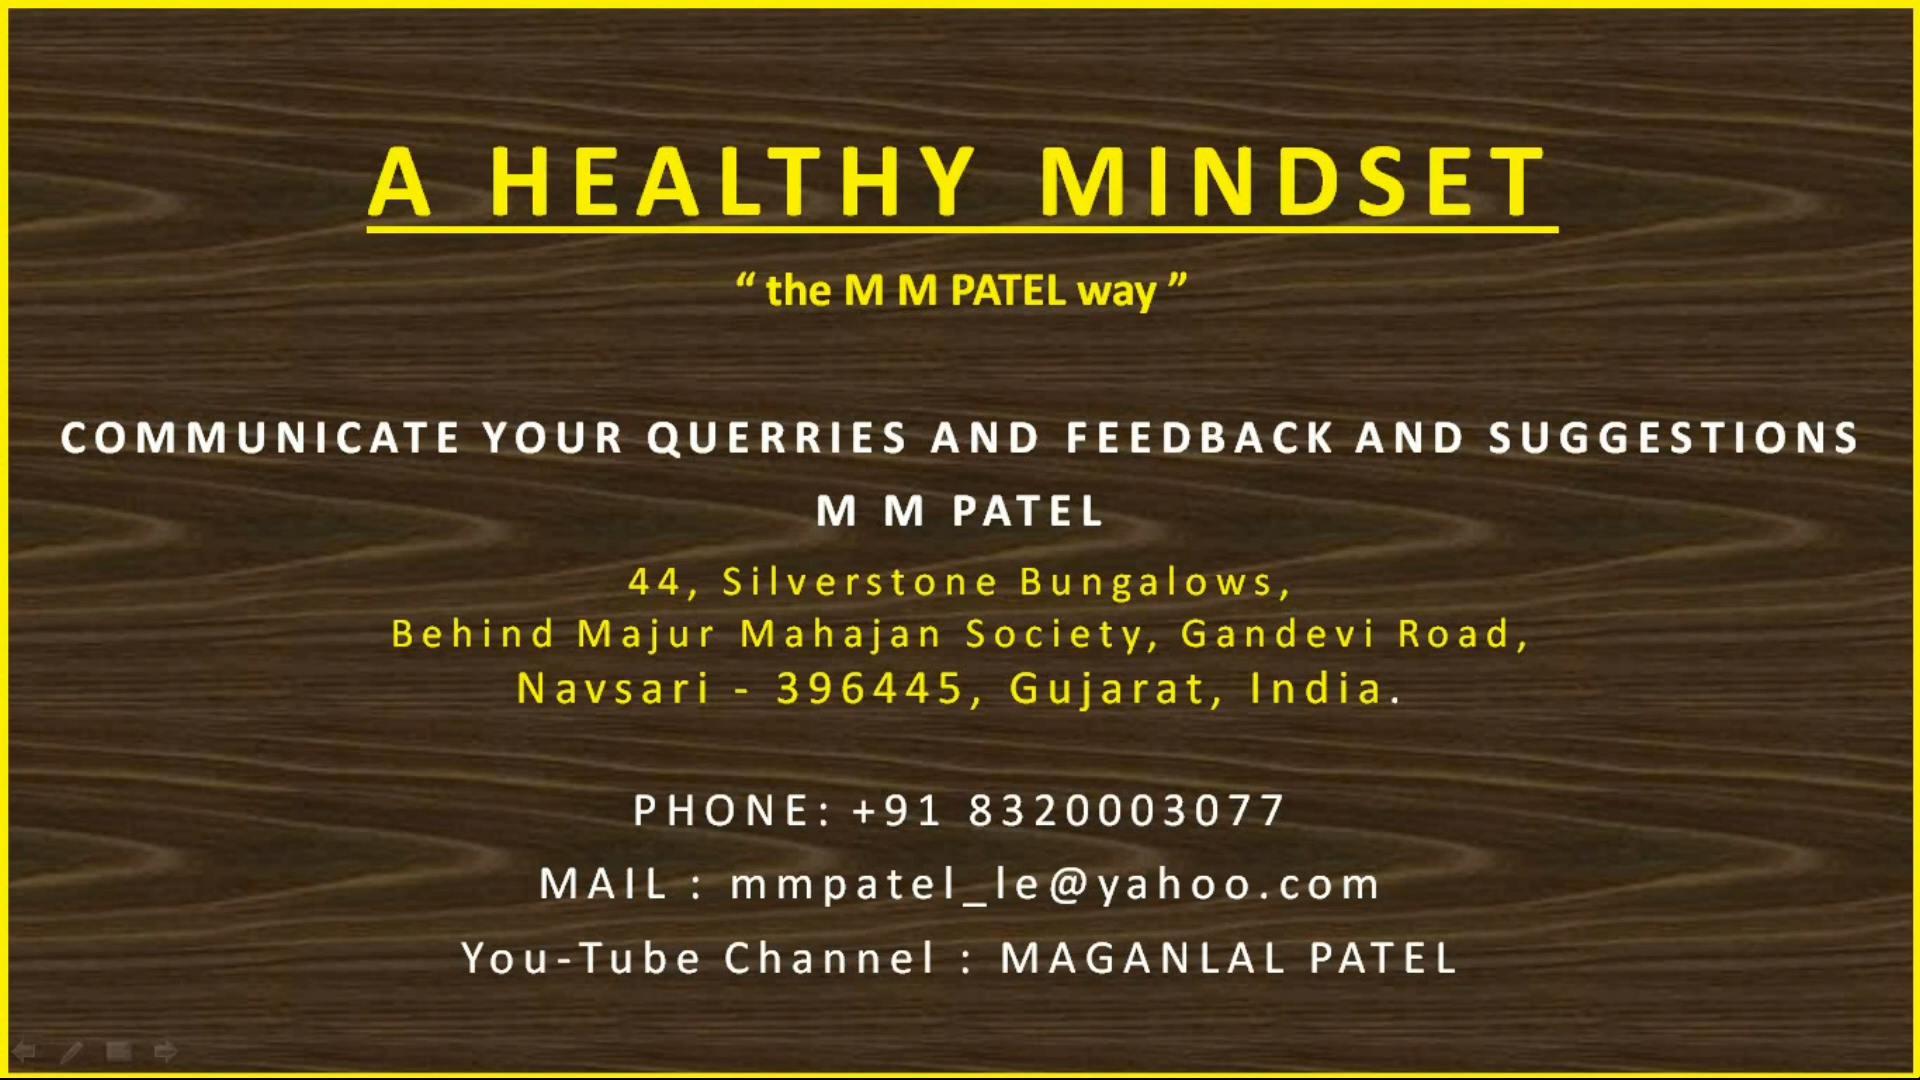 A HEALTHY MINDSET
“ the M M PATEL way ”
COMMUNICATE YOUR QUERRIES AND FEEDBACK AND SUGGESTIONS
M M PATEL
44, Silverstone Bungalows,
Behind Majur Mahajan Society, Gandevi Road,
Navsari - 396445, Gujarat, India.
PHONE: +91 8320003077
MAIL : mmpatel_le@yahoo.com
You-Tube Channel : MAGANLAL PATEL